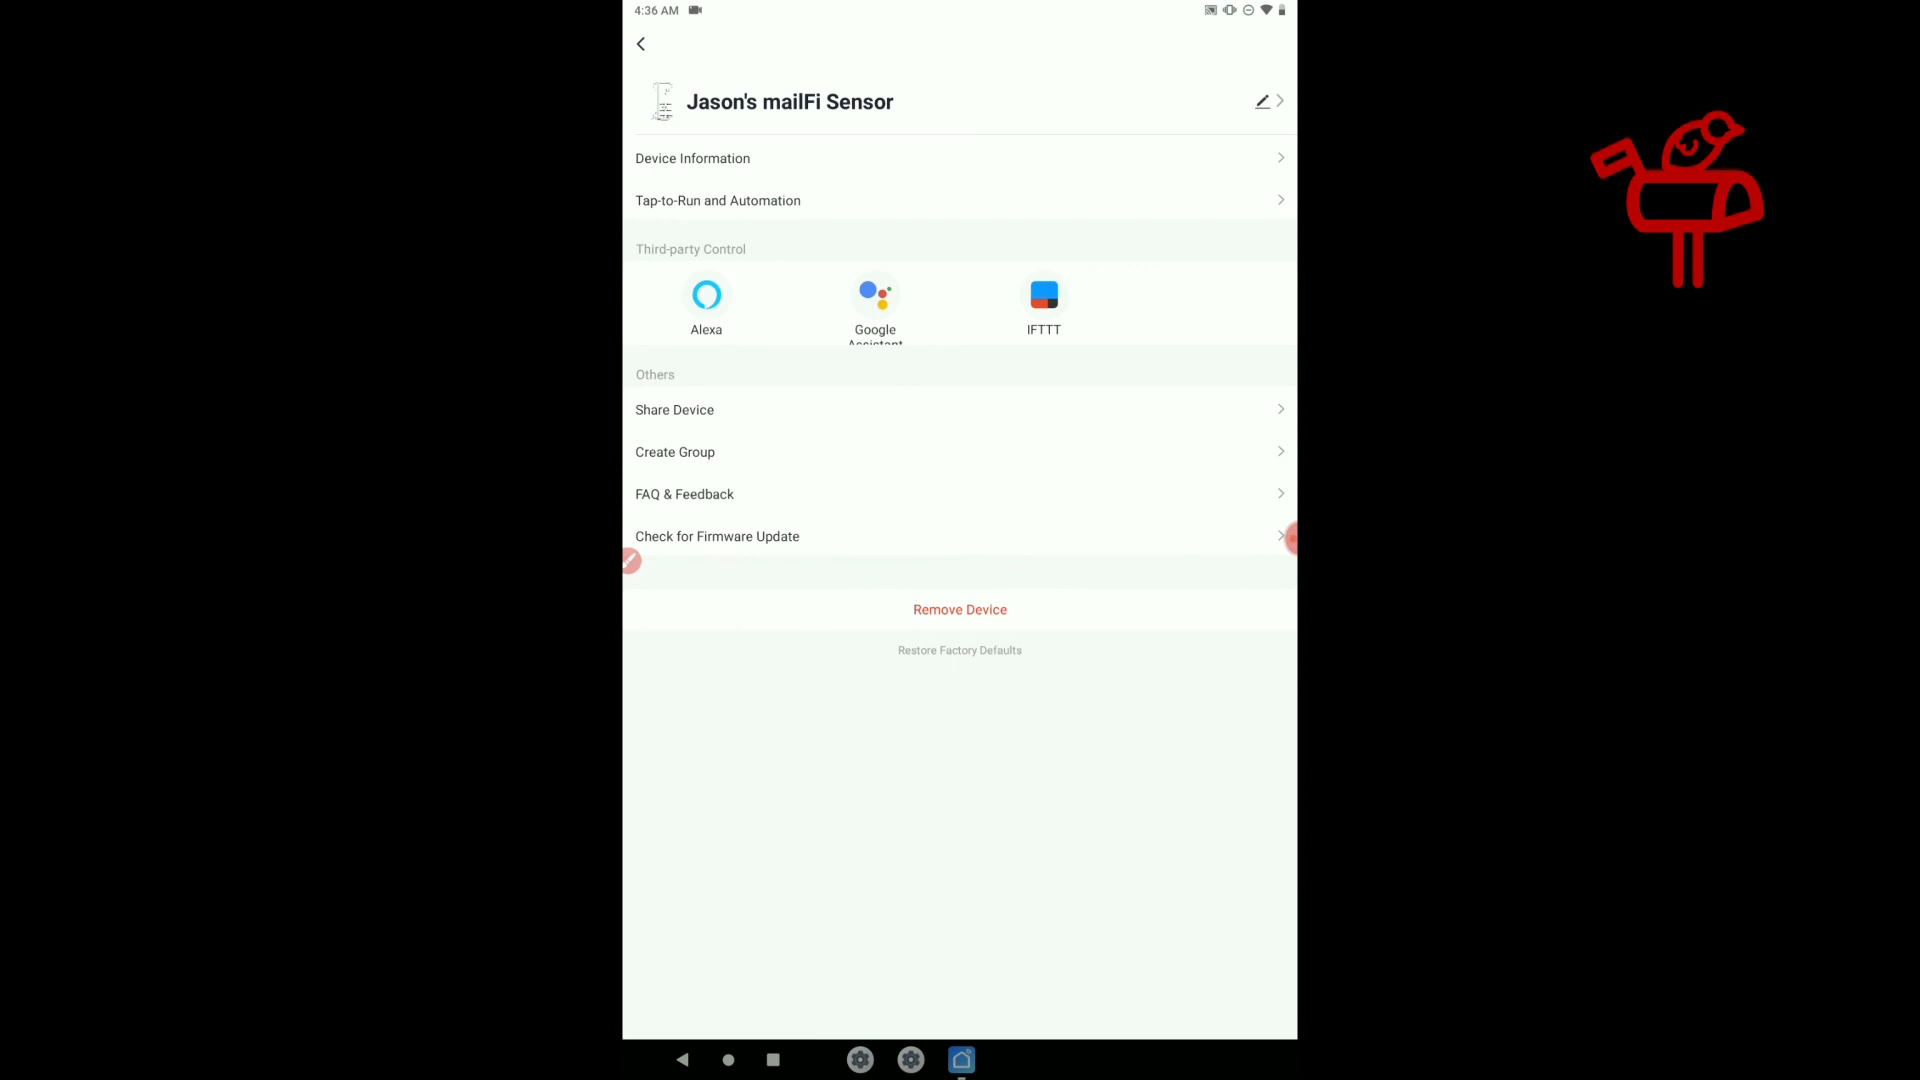 4:36 AM
Jason's mailFi Sensor
Device Information
Tap-to-Run and Automation
Third-party Control
Alexa
Google
Assistant
IFTTT
Others
Share Device
Create Group
FAQ & Feedback
Check for Firmware Update
Remove Device
Restore Factory Defaults